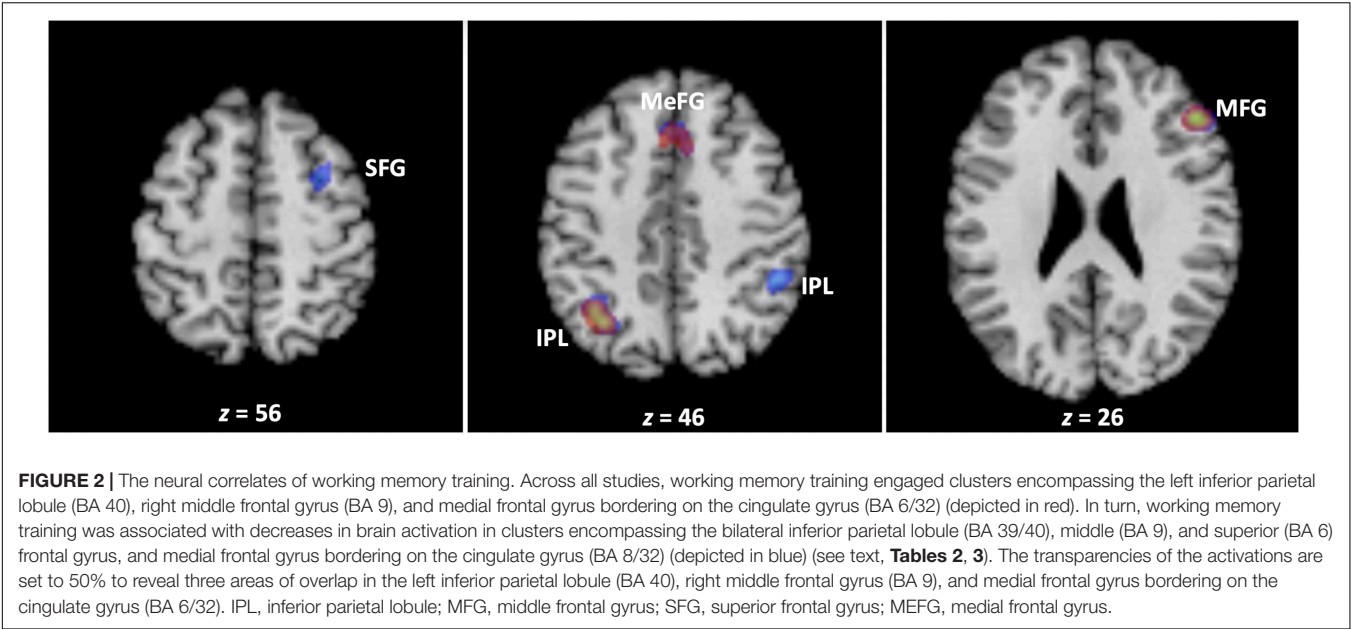 SFG
z = 56
MeFG
IPL
IPL
z = 46
MFG
z = 26
FIGURE 2 | The neural correlates of working memory training. Across all studies, working memory training engaged clusters encompassing the left inferior parietal
lobule (BA 40), right middle frontal gyrus (BA 9), and medial frontal gyrus bordering on the cingulate gyrus (BA 6/32) (depicted in red). In turn, working memory
training was associated with decreases in brain activation in clusters encompassing the bilateral inferior parietal lobule (BA 39/40), middle (BA 9), and superior (BA 6)
frontal gyrus, and medial frontal gyrus bordering on the cingulate gyrus (BA 8/32) (depicted in blue) (see text, Tables 2, 3). The transparencies of the activations are
set to 50% to reveal three areas of overlap in the left inferior parietal lobule (BA 40), right middle frontal gyrus (BA 9), and medial frontal gyrus bordering on the
cingulate gyrus (BA 6/32). IPL, inferior parietal lobule; MFG, middle frontal gyrus; SFG, superior frontal gyrus; MEFG, medial frontal gyrus.